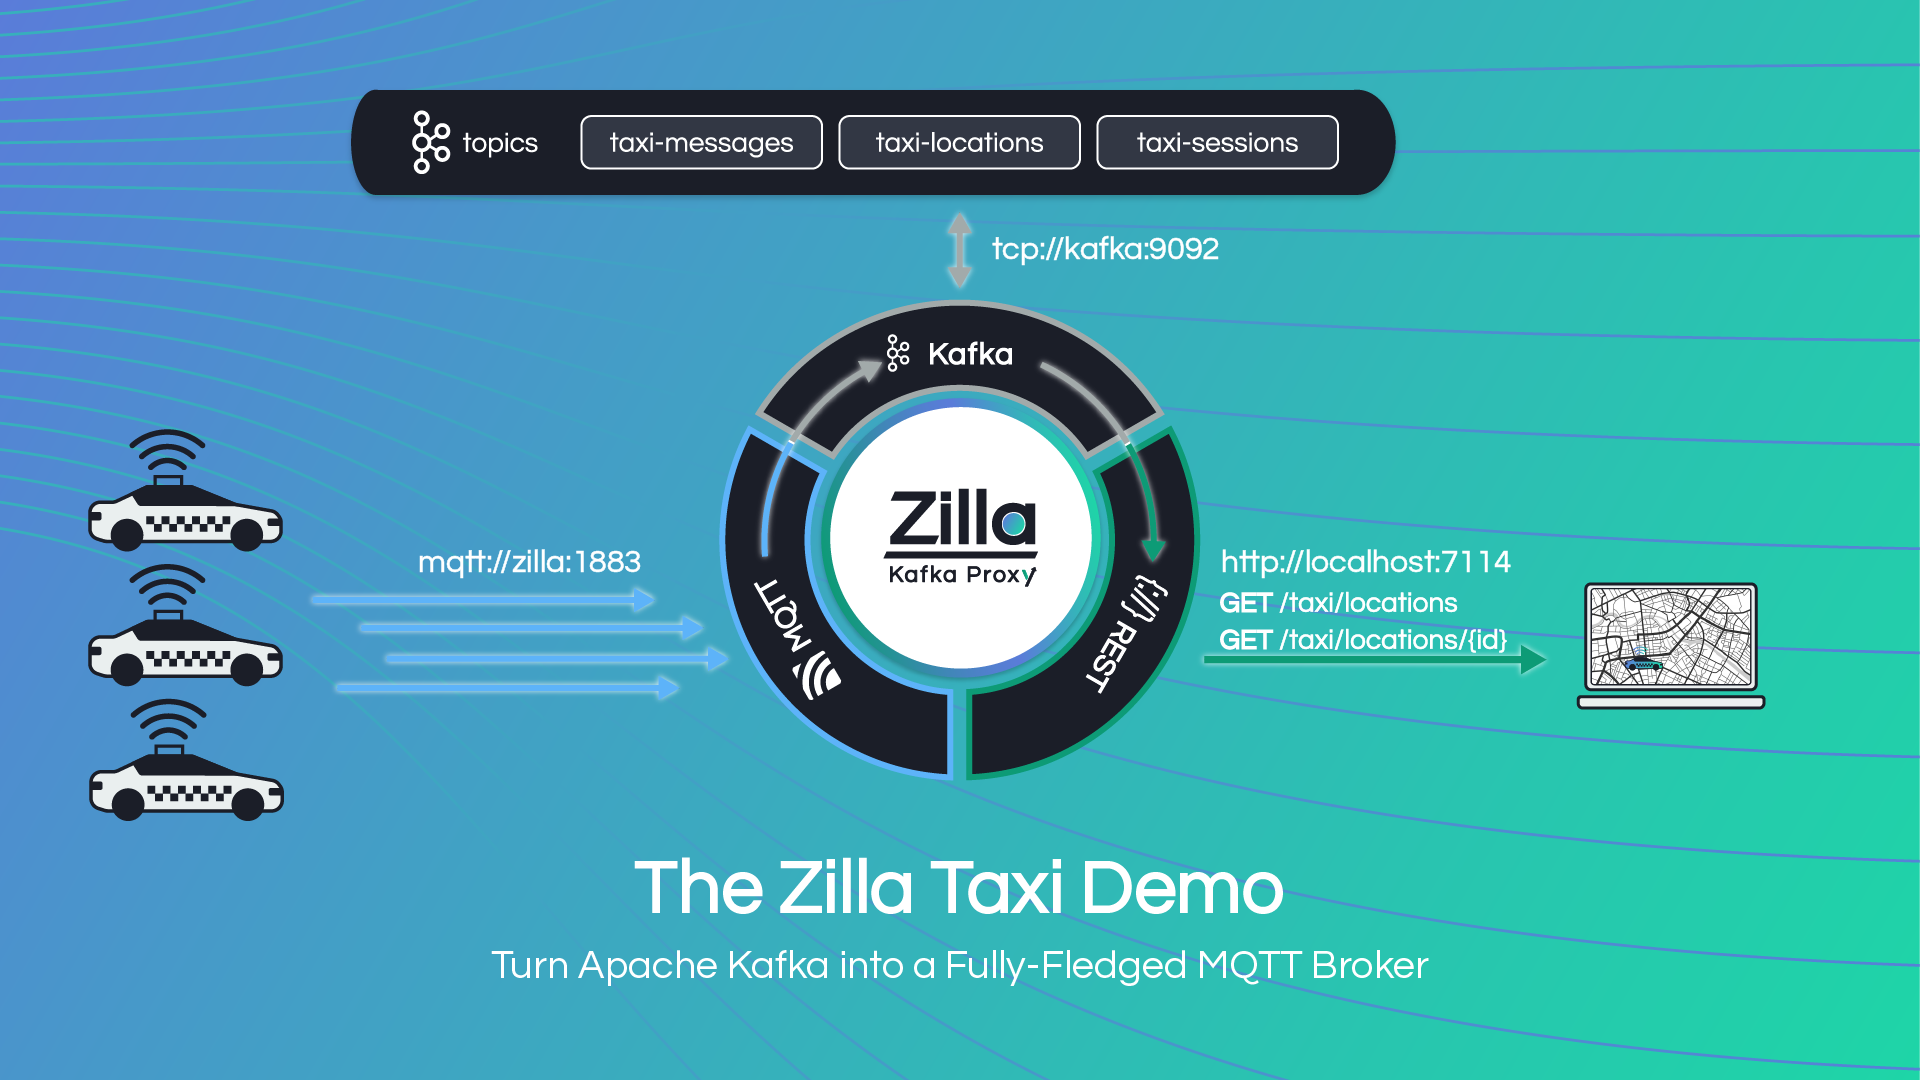 topics
taxi-messages
taxi-locations
taxi-sessions
tcp://kafka:9092
Kafka
Zilla
Kafka Proxy
MQTT
{://} REST
mqtt://zilla:1883
http://localhost:7114
GET /taxi/locations
GET /taxi/locations/{id}
The Zilla Taxi Demo
Turn Apache Kafka into a Fully-Fledged MQTT Broker